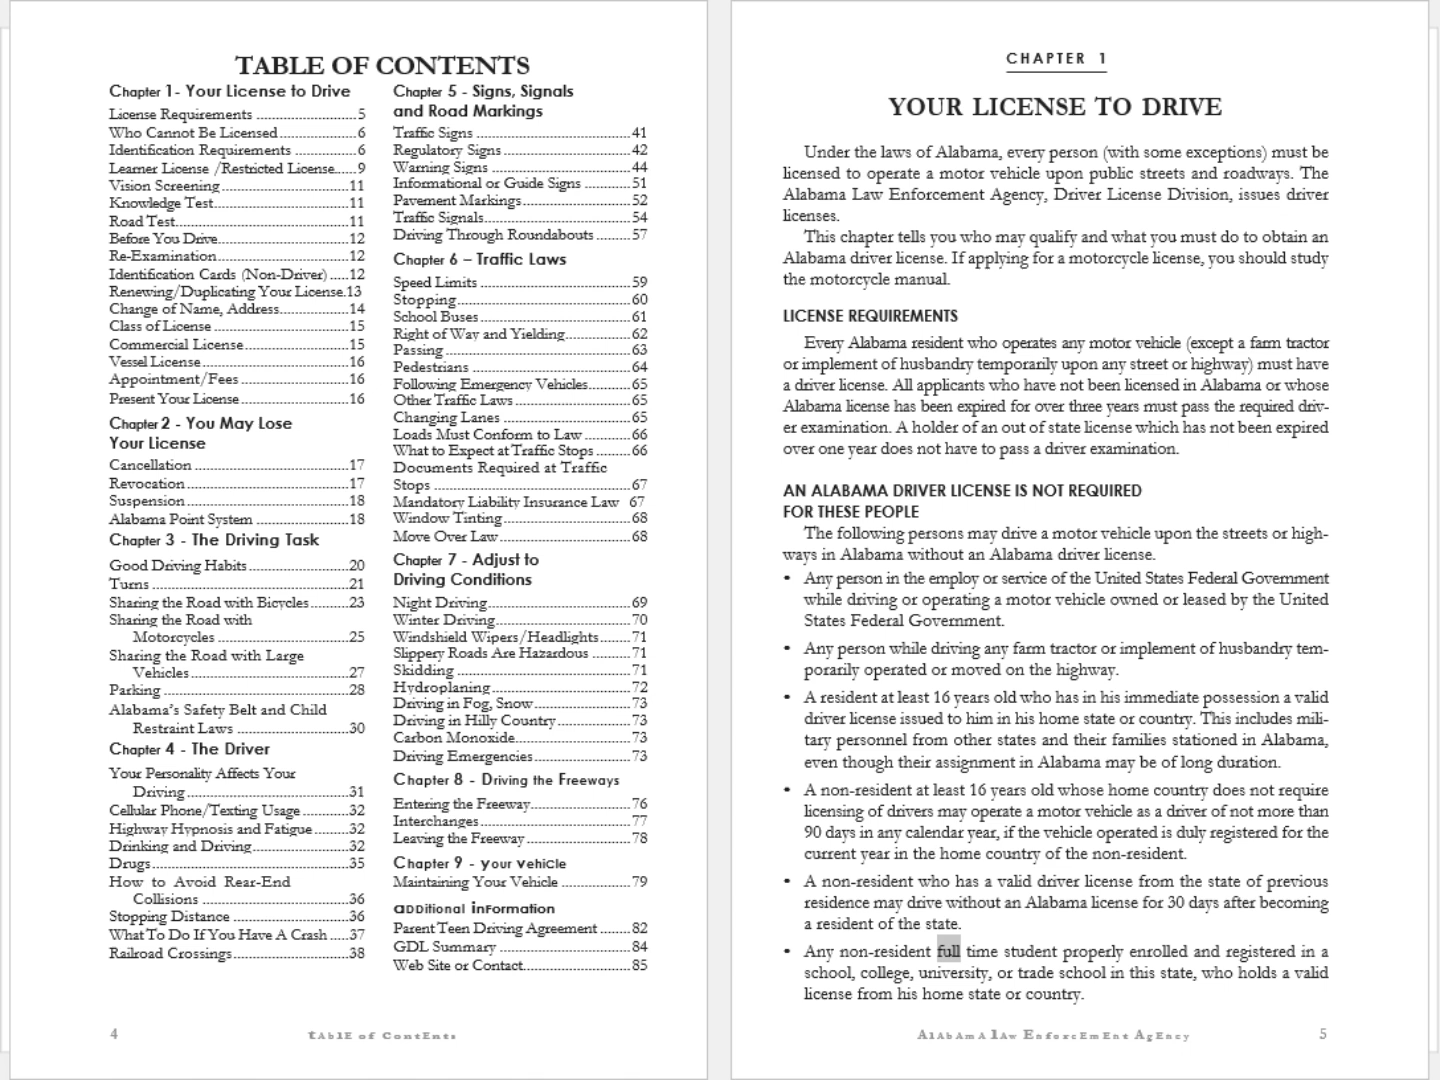 TABLE OF CONTENTS
Chapter 1- Your License to Drive
License Requirements ............................5
Who Cannot Be Licensed......................6
Identification Requirements ..................6
Learner License /Restricted License......9
Vision Screening....................................11
Knowledge Test......................................11
Road Test................................................11
Before You Drive....................................12
Re-Examination .....................................12
Identification Cards (Non-Driver) .....12
Renewing/Duplicating Your License.13
Change of Name, Address....................14
Class of License .....................................15
Commercial License..............................15
Vessel License.........................................16
Appointment/Fees ...............................16
Present Your License .............................16
Chapter 2 - You May Lose
Your License
Cancellation ...........................................17
Revocation ..............................................17
Suspension ..............................................18
Alabama Point System ..........................18
Chapter 3 - The Driving Task
Good Driving Habits ............................20
Turns .......................................................21
Sharing the Road with Bicycles...........23
Sharing the Road with
Motorcycles .....................................25
Sharing the Road with Large
Vehicles.............................................27
Parking ....................................................28
Alabama's Safety Belt and Child
Restraint Laws .................................30
Chapter 4 - The Driver
Your Personality Affects Your
Driving ..............................................31
Cellular Phone/Texting Usage .............32
Highway Hypnosis and Fatigue ..........32
Drinking and Driving............................32
Drugs.......................................................35
How to Avoid Rear-End
Collisions .........................................36
Stopping Distance .................................36
What To Do If You Have A Crash .....37
Railroad Crossings.................................38
Chapter 5 - Signs, Signals
and Road Markings
Traffic Signs ...........................................41
Regulatory Signs ....................................42
Warning Signs ........................................44
Informational or Guide Signs ..............51
Pavement Markings...............................52
Traffic Signals.........................................54
Driving Through Roundabouts ..........57
Chapter 6 – Traffic Laws
Speed Limits ..........................................59
Stopping..................................................60
School Buses ...........................................61
Right of Way and Yielding...................62
Passing .....................................................63
Pedestrians ..............................................64
Following Emergency Vehicles............65
Other Traffic Laws .................................65
Changing Lanes .....................................65
Loads Must Conform to Law ..............66
What to Expect at Traffic Stops ..........66
Documents Required at Traffic
Stops ........................................................67
Mandatory Liability Insurance Law 67
Window Tinting.....................................68
Move Over Law......................................68
Chapter 7 - Adjust to
Driving Conditions
Night Driving.........................................69
Winter Driving.......................................70
Windshield Wipers/Headlights..........71
Slippery Roads Are Hazardous ...........71
Skidding ..................................................71
Hydroplaning .........................................72
Driving in Fog, Snow............................73
Driving in Hilly Country......................73
Carbon Monoxide..................................73
Driving Emergencies.............................73
Chapter 8 - Driving the Freeways
Entering the Freeway.............................76
Interchanges ...........................................77
Leaving the Freeway..............................78
Chapter 9 - your vehicle
Maintaining Your Vehicle ....................79
aDDitional inFormation
Parent Teen Driving Agreement .........82
GDL Summary ......................................84
Web Site or Contact...............................85
4
tAblE of ContEnts
CHAPTER 1
YOUR LICENSE TO DRIVE
Under the laws of Alabama, every person (with some exceptions) must be
licensed to operate a motor vehicle upon public streets and roadways. The
Alabama Law Enforcement Agency, Driver License Division, issues driver
licenses.
This chapter tells you who may qualify and what you must do to obtain an
Alabama driver license. If applying for a motorcycle license, you should study
the motorcycle manual.
LICENSE REQUIREMENTS
Every Alabama resident who operates any motor vehicle (except a farm tractor
or implement of husbandry temporarily upon any street or highway) must have
a driver license. All applicants who have not been licensed in Alabama or whose
Alabama license has been expired for over three years must pass the required driv-
er examination. A holder of an out of state license which has not been expired
over one year does not have to pass a driver examination.
AN ALABAMA DRIVER LICENSE IS NOT REQUIRED
FOR THESE PEOPLE
The following persons may drive a motor vehicle upon the streets or high-
ways in Alabama without an Alabama driver license.
• Any person in the employ or service of the United States Federal Government
while driving or operating a motor vehicle owned or leased by the United
States Federal Government.
• Any person while driving any farm tractor or implement of husbandry tem-
porarily operated or moved on the highway.
• A resident at least 16 years old who has in his immediate possession a valid
driver license issued to him in his home state or country. This includes mili-
tary personnel from other states and their families stationed in Alabama,
even though their assignment in Alabama may be of long duration.
• A non-resident at least 16 years old whose home country does not require
licensing of drivers may operate a motor vehicle as a driver of not more than
90 days in any calendar year, if the vehicle operated is duly registered for the
current year in the home country of the non-resident.
• A non-resident who has a valid driver license from the state of previous
residence may drive without an Alabama license for 30 days after becoming
a resident of the state.
• Any non-resident full time student properly enrolled and registered in a
school, college, university, or trade school in this state, who holds a valid
license from his home state or country.
AlAbAmA lAw EnforcEmEnt AgEncy
5